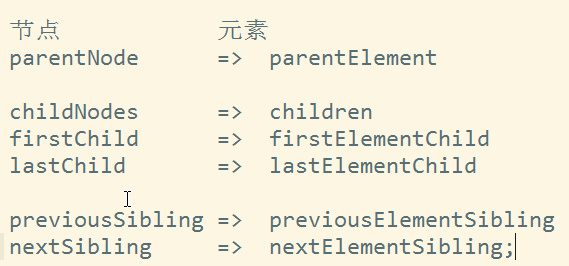 节点 元素
parentNode => parentElement
childNodes => children
firstChild => firstElementChild
lastChild => lastElementChild
previousSibling => previousElementSibling
nextSibling => nextElementSibling;